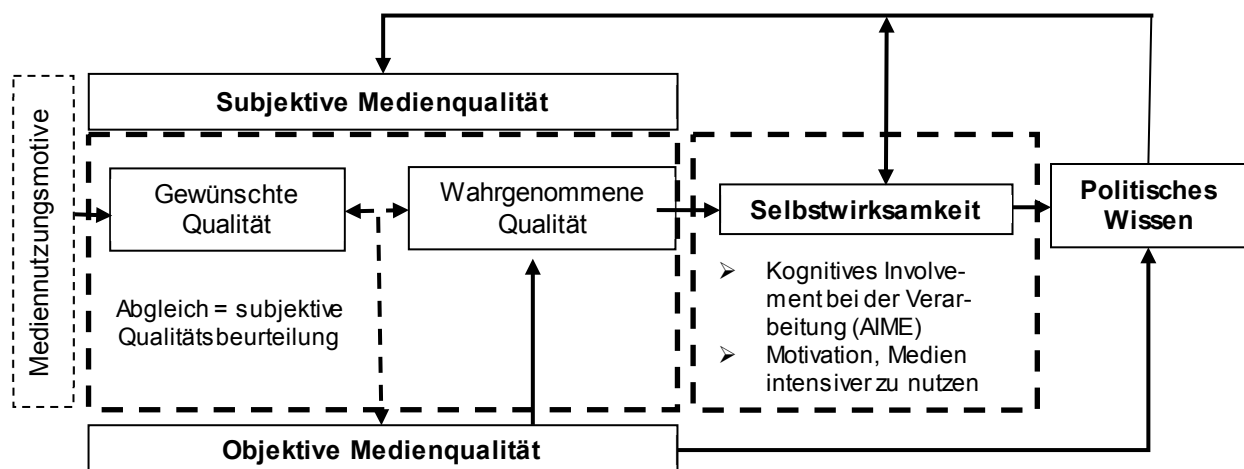 Mediennutzungsmotive
Subjektive Medienqualität
Gewünschte
Qualität
Wahrgenommene
Qualität
Abgleich = subjektive
Qualitätsbeurteilung
Selbstwirksamkeit
➢ Kognitives Involve-
ment bei der Verar-
beitung (AIME)
➢ Motivation, Medien
intensiver zu nutzen
Politisches
Wissen
Objektive Medienqualität